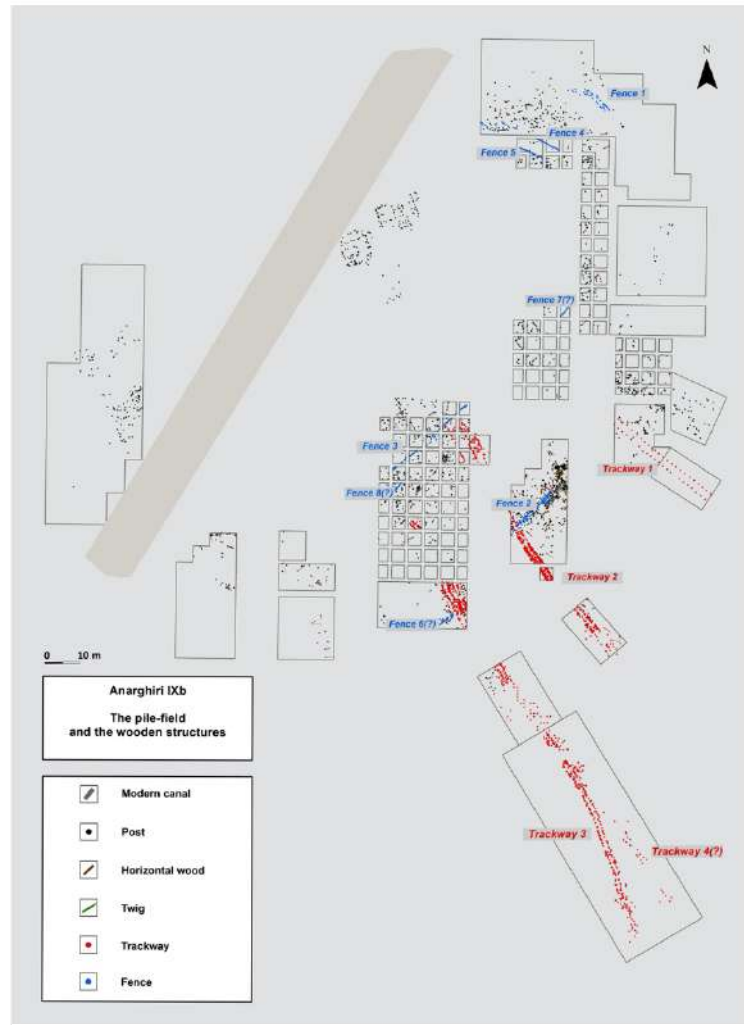 N
Fence 1
Fence 4
Fence 5
Fence 7(?)
Fence 3
Trackway 1
Fence 8(?)
Fence 2
Trackway 2
Fence 6(?)
0 10 m
Anarghiri IXb
The pile-field
and the wooden structures
Trackway 3
Trackway 4(?)
Modern canal
Post
Horizontal wood
Twig
Trackway
Fence